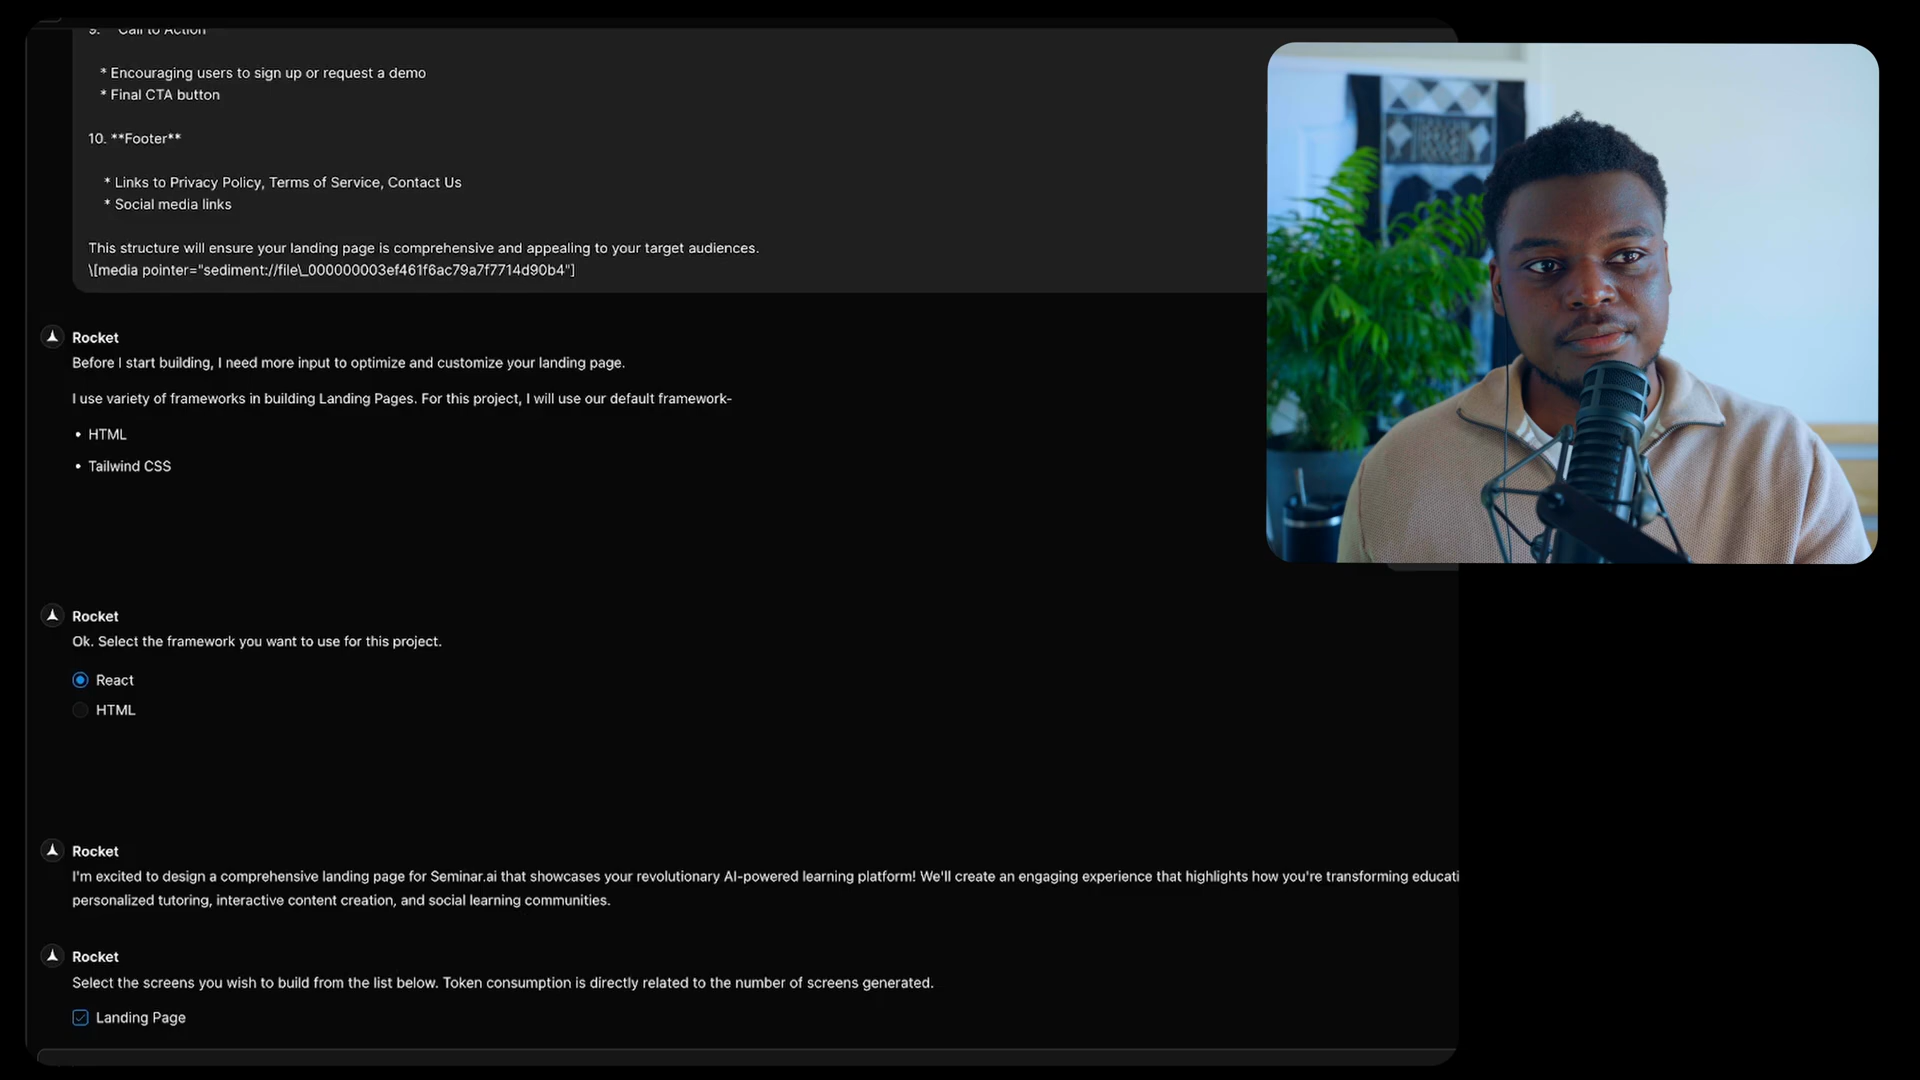 9. Call to Action
* Encouraging users to sign up or request a demo
* Final CTA button
10. **Footer**
* Links to Privacy Policy, Terms of Service, Contact Us
* Social media links
This structure will ensure your landing page is comprehensive and appealing to your target audiences.
\[media pointer="sediment://file\_000000003ef461f6ac79a7f7714d90b4"]
Rocket
Before I start building, I need more input to optimize and customize your landing page.
I use variety of frameworks in building Landing Pages. For this project, I will use our default framework-
• HTML
• Tailwind CSS
Rocket
Ok. Select the framework you want to use for this project.
React
HTML
Rocket
I'm excited to design a comprehensive landing page for Seminar.ai that showcases your revolutionary AI-powered learning platform! We'll create an engaging experience that highlights how you're transforming educati
personalized tutoring, interactive content creation, and social learning communities.
Rocket
Select the screens you wish to build from the list below. Token consumption is directly related to the number of screens generated.
Landing Page